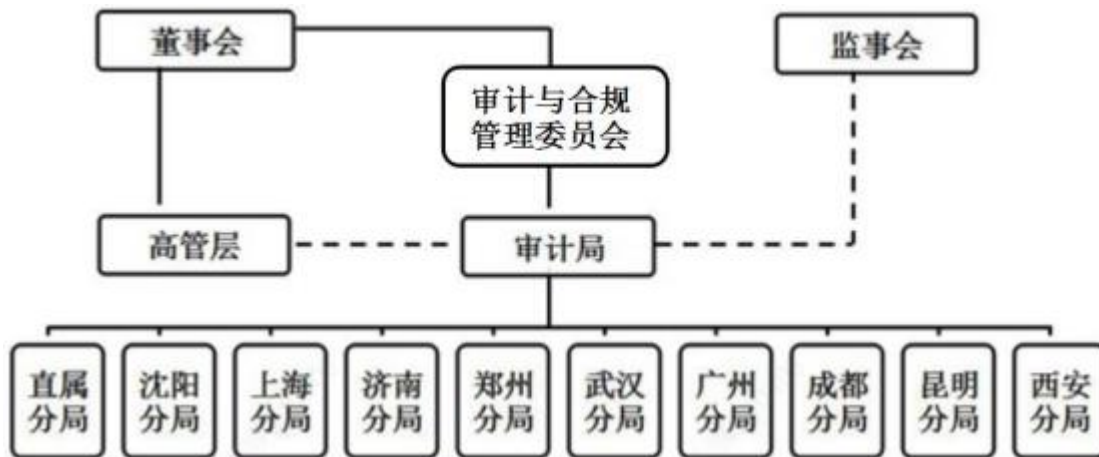 董事会
监事会
审计与合规
管理委员会
高管层
审计局
直属
分局
沈阳
分局
上海
分局
济南
分局
郑州
分局
武汉
分局
广州
分局
成都
分局
昆明
分局
西安
分局